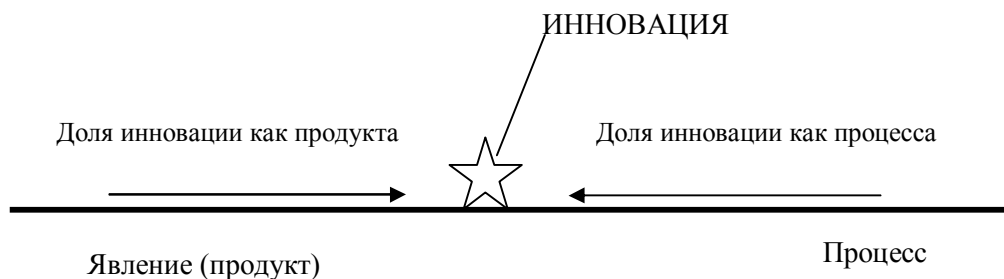 ИННОВАЦИЯ
Доля инновации как продукта
Доля инновации как процесса
Явление (продукт)
Процесс